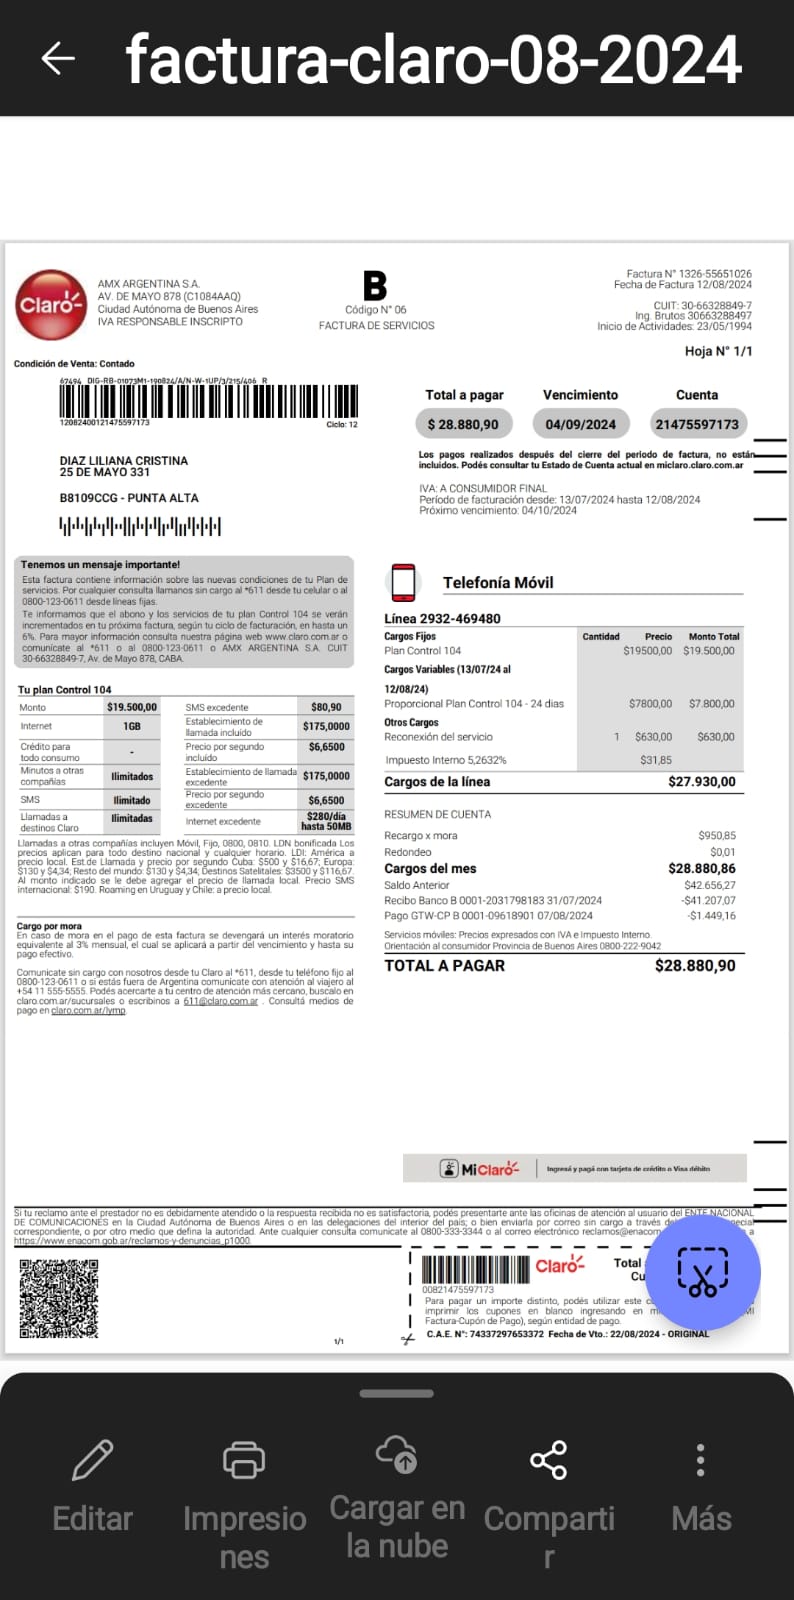 factura-claro-08-2024
Claro
AMX ARGENTINA S.A.
AV. DE MAYO 878 (C1084AAQ)
Ciudad Autónoma de Buenos Aires
IVA RESPONSABLE INSCRIPTO
B
Código N° 06
FACTURA DE SERVICIOS
Factura N° 1326-55651026
Fecha de Factura 12/08/2024
CUIT: 30-66328849-7
Ing. Brutos 30663288497
Inicio de Actividades: 23/05/1994
Hoja N° 1/1
Condición de Venta: Contado
67494 DIG-RB-01073M1-190824/A/N-W-1UP/3/215/406 R
1208240012147559 7173
Ciclo: 12
Total a pagar Vencimiento Cuenta
$ 28.880,90 04/09/2024 21475597173
Los pagos realizados después del cierre del periodo de factura, no están
incluidos. Podés consultar tu Estado de Cuenta actual en miclaro.claro.com.ar
DIAZ LILIANA CRISTINA
25 DE MAYO 331
B8109CCG - PUNTA ALTA
IVA: A CONSUMIDOR FINAL
Período de facturación desde: 13/07/2024 hasta 12/08/2024
Próximo vencimiento: 04/10/2024
Tenemos un mensaje importante!
Esta factura contiene información sobre las nuevas condiciones de tu Plan de
servicios. Por cualquier consulta llamanos sin cargo al *611 desde tu celular o al
0800-123-0611 desde líneas fijas.
Te informamos que el abono y los servicios de tu plan Control 104 se verán
incrementados en tu próxima factura, según tu ciclo de facturación, en hasta un
6%. Para mayor información consulta nuestra página web www.claro.com.ar o
comunícate al *611 o al 0800-123-0611 o AMX ARGENTINA S.A. CUIT
30-66328849-7, Av. de Mayo 878, CABA.
Tu plan Control 104
Monto $19.500,00 SMS excedente $80,90
Internet 1GB Establecimiento de llamada incluido $175,0000
Crédito para todo consumo - Precio por segundo incluido $6,6500
Minutos a otras compañías Ilimitados Establecimiento de llamada excedente $175,0000
SMS Ilimitado Precio por segundo excedente $6,6500
Llamadas a destinos Claro Ilimitadas Internet excedente $280/día hasta 50MB
Llamadas a otras compañias incluyen Móvil, Fijo, 0800, 0810. LDN bonificada Los
precios aplican para todo destino nacional y cualquier horario. LDI: América a
precio local. Est.de Llamada y precio por segundo Cuba: $500 y $16,67; Europa:
$130 y $4,34; Resto del mundo: $130 y $4,34; Destinos Satelitales: $3500 y $116,67.
Al monto indicado se le debe agregar el precio de llamada local. Precio SMS
internacional: $190. Roaming en Uruguay y Chile: a precio local.
Cargo por mora
En caso de mora en el pago de esta factura se devengará un interés moratorio
equivalente al 3% mensual, el cual se aplicará a partir del vencimiento y hasta su
pago efectivo.
Comunicate sin cargo con nosotros desde tu Claro al *611, desde tu teléfono fijo al
0800-123-0611 o si estás fuera de Argentina comunicate con atención al viajero al
+54 11 555-5555. Podés acercarte a tu centro de atención más cercano, buscalo en
claro.com.ar/sucursales o escribinos a 611@claro.com.ar . Consultá medios de
pago en claro.com.ar/lymp.
Telefonía Móvil
Línea 2932-469480
Cargos Fijos Cantidad Precio Monto Total
Plan Control 104 $19500,00 $19.500,00
Cargos Variables (13/07/24 al
12/08/24)
Proporcional Plan Control 104 - 24 dias $7800,00 $7.800,00
Otros Cargos
Reconexión del servicio 1 $630,00 $630,00
Impuesto Interno 5,2632% $31,85
Cargos de la línea $27.930,00
RESUMEN DE CUENTA
Recargo x mora $950,85
Redondeo $0,01
Cargos del mes $28.880,86
Saldo Anterior $42.656,27
Recibo Banco B 0001-2031798183 31/07/2024 -$41.207,07
Pago GTW-CP B 0001-09618901 07/08/2024 -$1.449,16
Servicios móviles: Precios expresados con IVA e Impuesto Interno.
Orientación al consumidor Provincia de Buenos Aires 0800-222-9042
TOTAL A PAGAR $28.880,90
MiClaro Ingresá y pagá con tarjeta de crédito o Visa débito
Si tu reclamo ante el prestador no es debidamente atendido o la respuesta recibida no es satisfactoria, podés presentarte ante las oficinas de atención al usuario del ENTE NACIONAL
DE COMUNICACIONES en la Ciudad Autónoma de Buenos Aires o en las delegaciones del interior del país; o bien enviarla por correo sin cargo a través de
correspondiente, o por otro medio que defina la autoridad. Ante cualquier consulta comunicate al 0800-333-3344 o al correo electrónico reclamos@enacom
https://www.enacom.gob.ar/reclamos-y-denuncias_p1000.
Claro
Total
Cu
00821475597173
Para pagar un importe distinto, podés utilizar este
imprimir los cupones en blanco ingresando en
Factura-Cupón de Pago), según entidad de pago.
C.A.E. N°: 74337297653372 Fecha de Vto.: 22/08/2024 - ORIGINAL
1/1
Editar
Impresio
nes
Cargar en
la nube
Comparti
r
Más